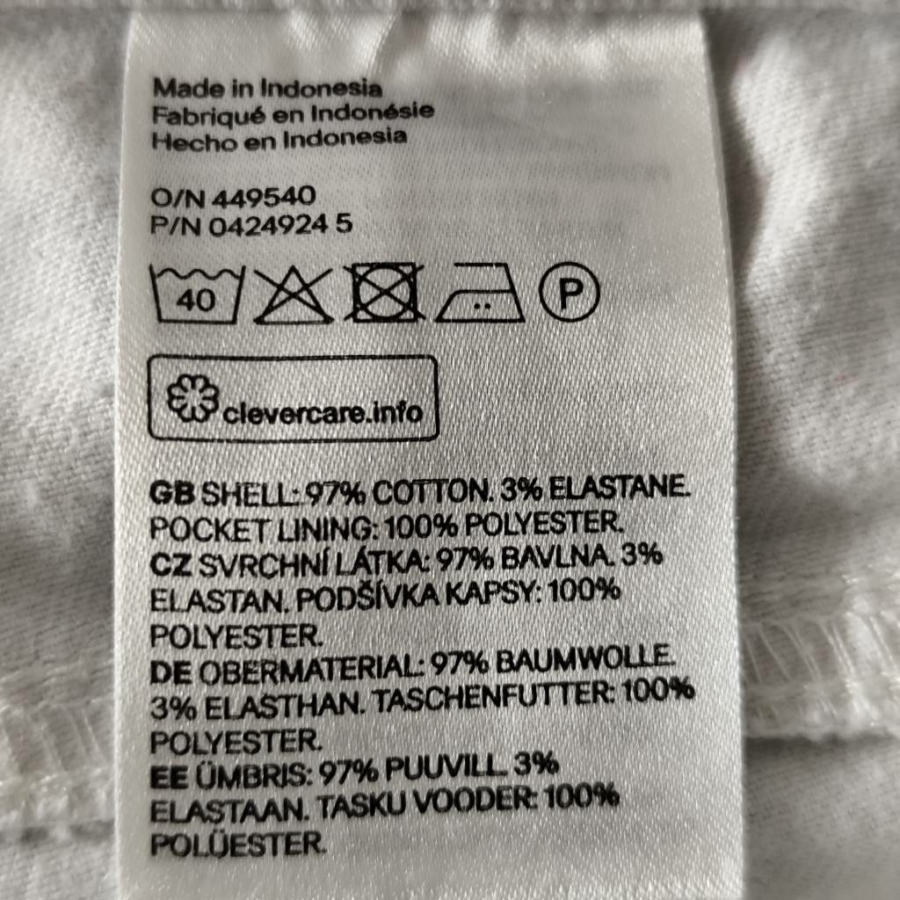 Made in Indonesia
Fabriqué en Indonésie
Hecho en Indonesia
O/N 449540
P/N 0424924 5
40 P
clevercare.info
GB SHELL: 97% COTTON. 3% ELASTANE.
POCKET LINING: 100% POLYESTER.
CZ SVRCHNÍ LÁTKA: 97% BAVLNA. 3%
ELASTAN. PODŠÍVKA KAPSY: 100%
POLYESTER.
DE OBERMATERIAL: 97% BAUMWOLLE.
3% ELASTHAN. TASCHENFUTTER: 100%
POLYESTER.
EE ÜMBRIS: 97% PUUVILL. 3%
ELASTAAN. TASKU VOODER: 100%
POLÜESTER.